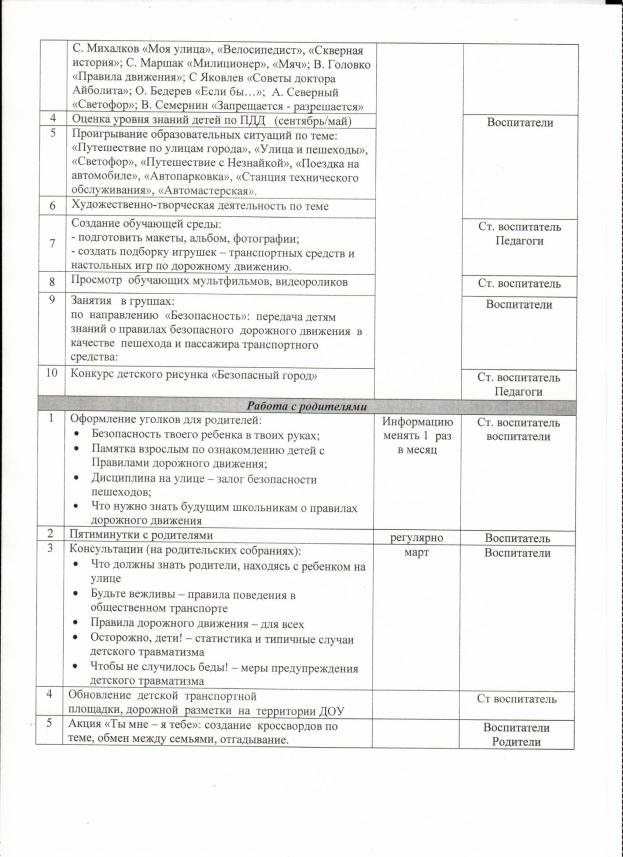 С. Михалков «Моя улица», «Велосипедист», «Скверная
история»; С. Маршак «Милиционер», «Мяч»; В. Головко
«Правила движения»; С Яковлев «Советы доктора
Айболита»; О. Бедерев «Если бы…»; А. Северный
«Светофор»; В. Семернин «Запрещается - разрешается»
4 Оценка уровня знаний детей по ПДД (сентябрь/май) Воспитатели
5 Проигрывание образовательных ситуаций по теме:
«Путешествие по улицам города», «Улица и пешеходы»,
«Светофор», «Путешествие с Незнайкой», «Поездка на
автомобиле», «Автопарковка», «Станция технического
обслуживания», «Автомастерская».
6 Художественно-творческая деятельность по теме
7 Создание обучающей среды: Ст. воспитатель
- подготовить макеты, альбом, фотографии; Педагоги
- создать подборку игрушек – транспортных средств и
настольных игр по дорожному движению.
8 Просмотр обучающих мультфильмов, видеороликов Ст. воспитатель
9 Занятия в группах: Воспитатели
по направлению «Безопасность»: передача детям
знаний о правилах безопасного дорожного движения в
качестве пешехода и пассажира транспортного
средства:
10 Конкурс детского рисунка «Безопасный город» Ст. воспитатель
Педагоги
Работа с родителями
1 Оформление уголков для родителей: Информацию Ст. воспитатель
• Безопасность твоего ребенка в твоих руках; менять 1 раз воспитатели
• Памятка взрослым по ознакомлению детей с в месяц
Правилами дорожного движения;
• Дисциплина на улице – залог безопасности
пешеходов;
• Что нужно знать будущим школьникам о правилах
дорожного движения
2 Пятиминутки с родителями регулярно Воспитатель
3 Консультации (на родительских собраниях): март Воспитатели
• Что должны знать родители, находясь с ребенком на
улице
• Будьте вежливы – правила поведения в
общественном транспорте
• Правила дорожного движения – для всех
• Осторожно, дети! – статистика и типичные случаи
детского травматизма
• Чтобы не случилось беды! – меры предупреждения
детского травматизма
4 Обновление детской транспортной Ст воспитатель
площадки, дорожной разметки на территории ДОУ
5 Акция «Ты мне – я тебе»: создание кроссвордов по Воспитатели
теме, обмен между семьями, отгадывание. Родители